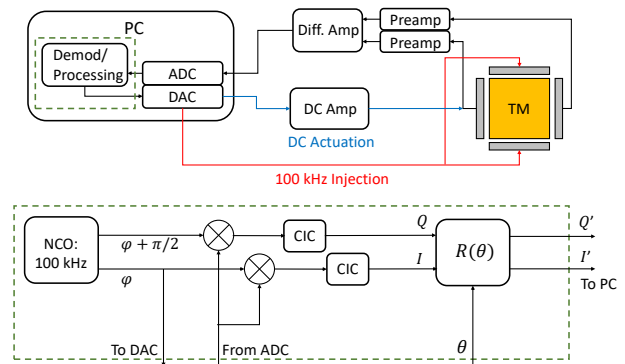 PC
Demod/
Processing
ADC
DAC
Diff. Amp
Preamp
Preamp
DC Amp
DC Actuation
TM
100 kHz Injection
NCO:
100 kHz
φ + π/2
φ
CIC
CIC
Q
I
R(θ)
Q'
I'
To PC
To DAC
From ADC
θ